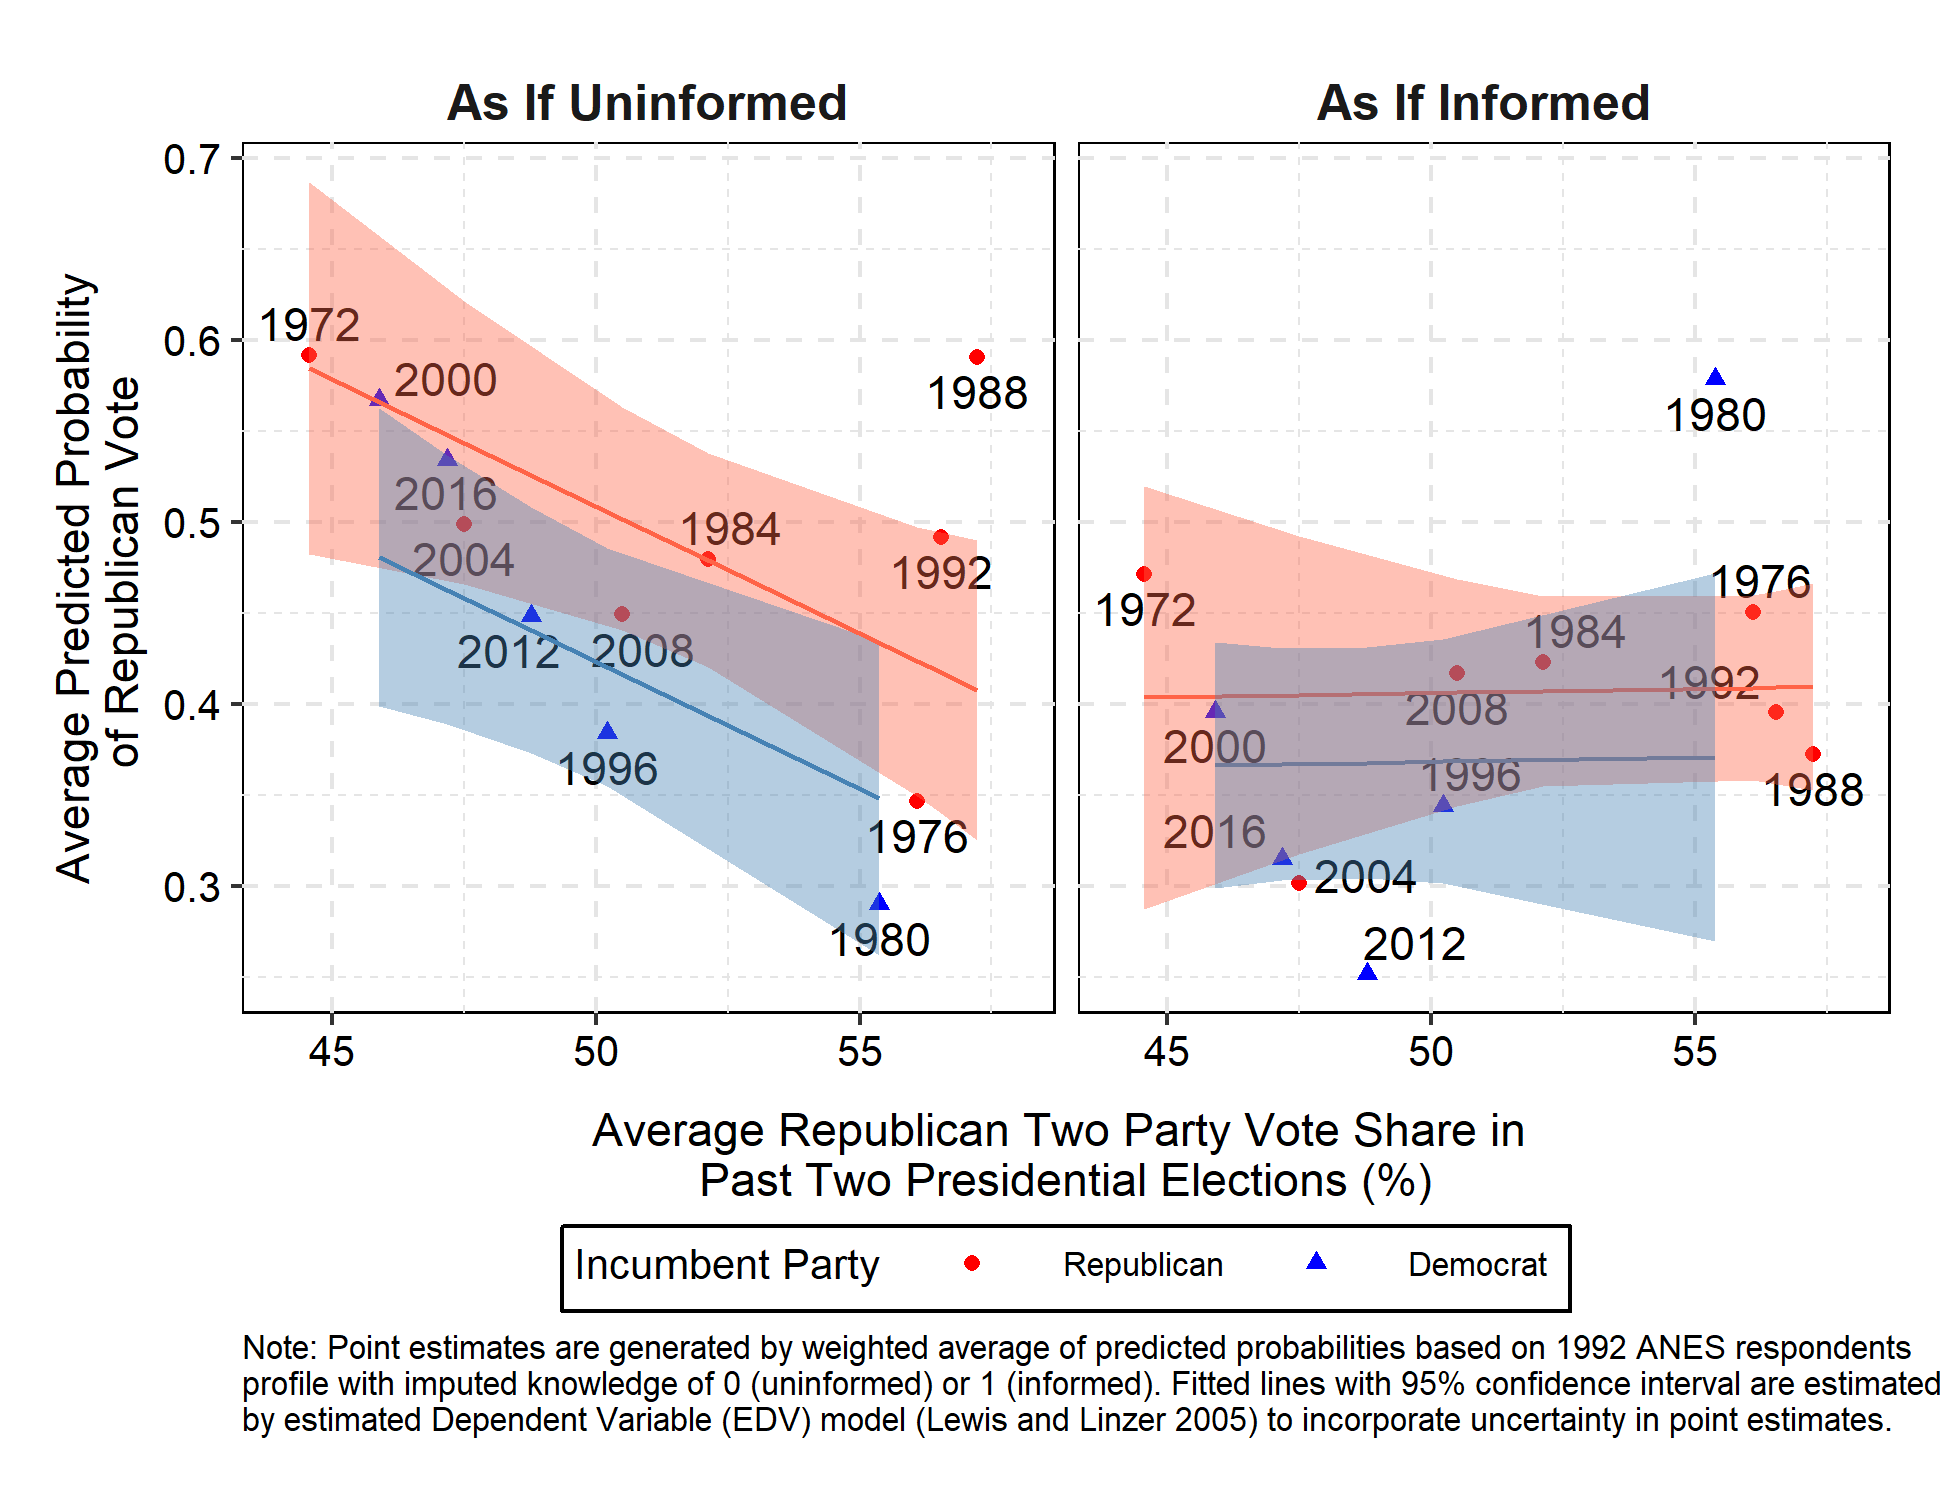 As If Uninformed
As If Informed
Average Predicted Probability
of Republican Vote
0.7
0.6
0.5
0.4
0.3
1972
2000
2016
2004
1984
1988
1992
2012
2008
1996
1976
1980
1980
1976
1972
1984
1992
2008
2000
1996
1988
2016
2004
2012
45
50
55
45
50
55
Average Republican Two Party Vote Share in
Past Two Presidential Elections (%)
Incumbent Party
Republican
Democrat
Note: Point estimates are generated by weighted average of predicted probabilities based on 1992 ANES respondents
profile with imputed knowledge of 0 (uninformed) or 1 (informed). Fitted lines with 95% confidence interval are estimated
by estimated Dependent Variable (EDV) model (Lewis and Linzer 2005) to incorporate uncertainty in point estimates.